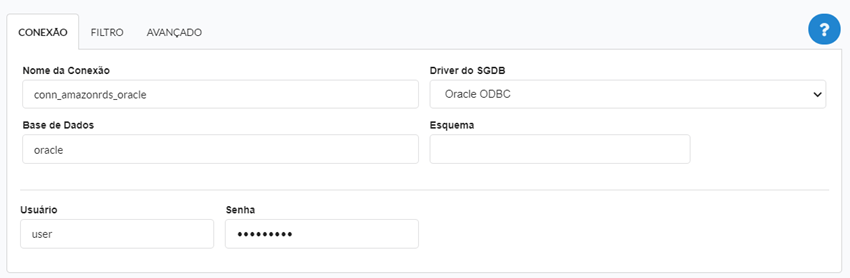 CONEXÃO FILTRO AVANÇADO ?
Nome da Conexão Driver do SGDB
conn_amazonrds_oracle Oracle ODBC
Base de Dados Esquema
oracle
Usuário Senha
user •••••••••